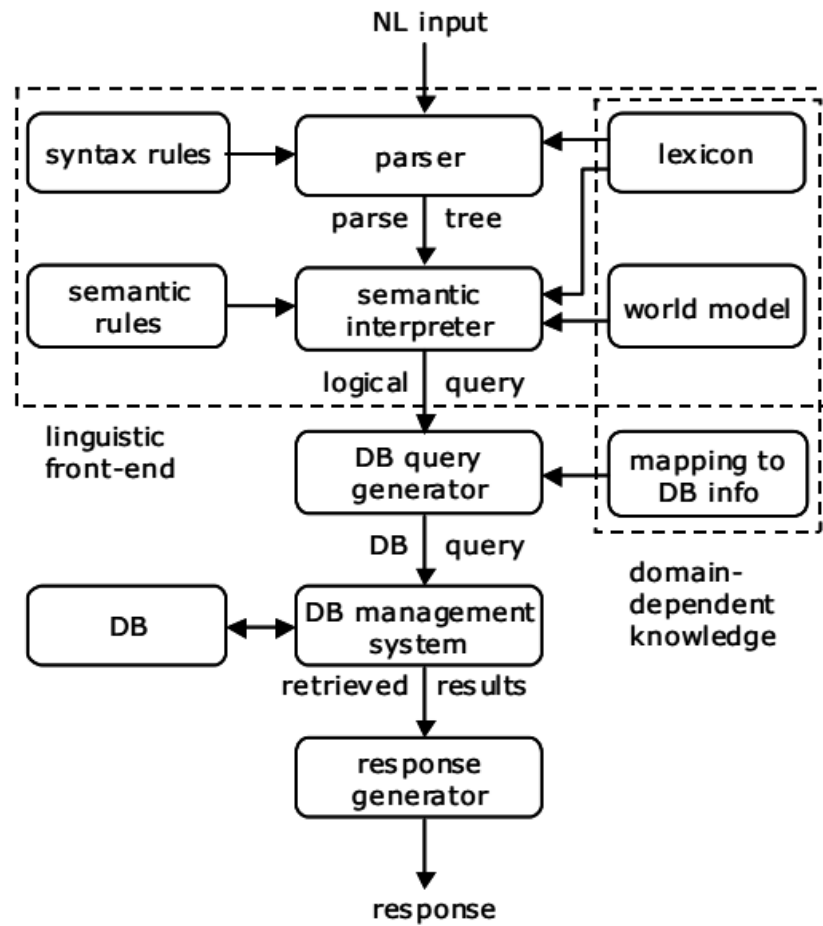 NL input
syntax rules
parser
lexicon
parse tree
semantic
rules
semantic
interpreter
world model
logical query
linguistic
front-end
DB query
generator
mapping to
DB info
DB query
domain-
dependent
knowledge
DB
DB management
system
retrieved results
response
generator
response